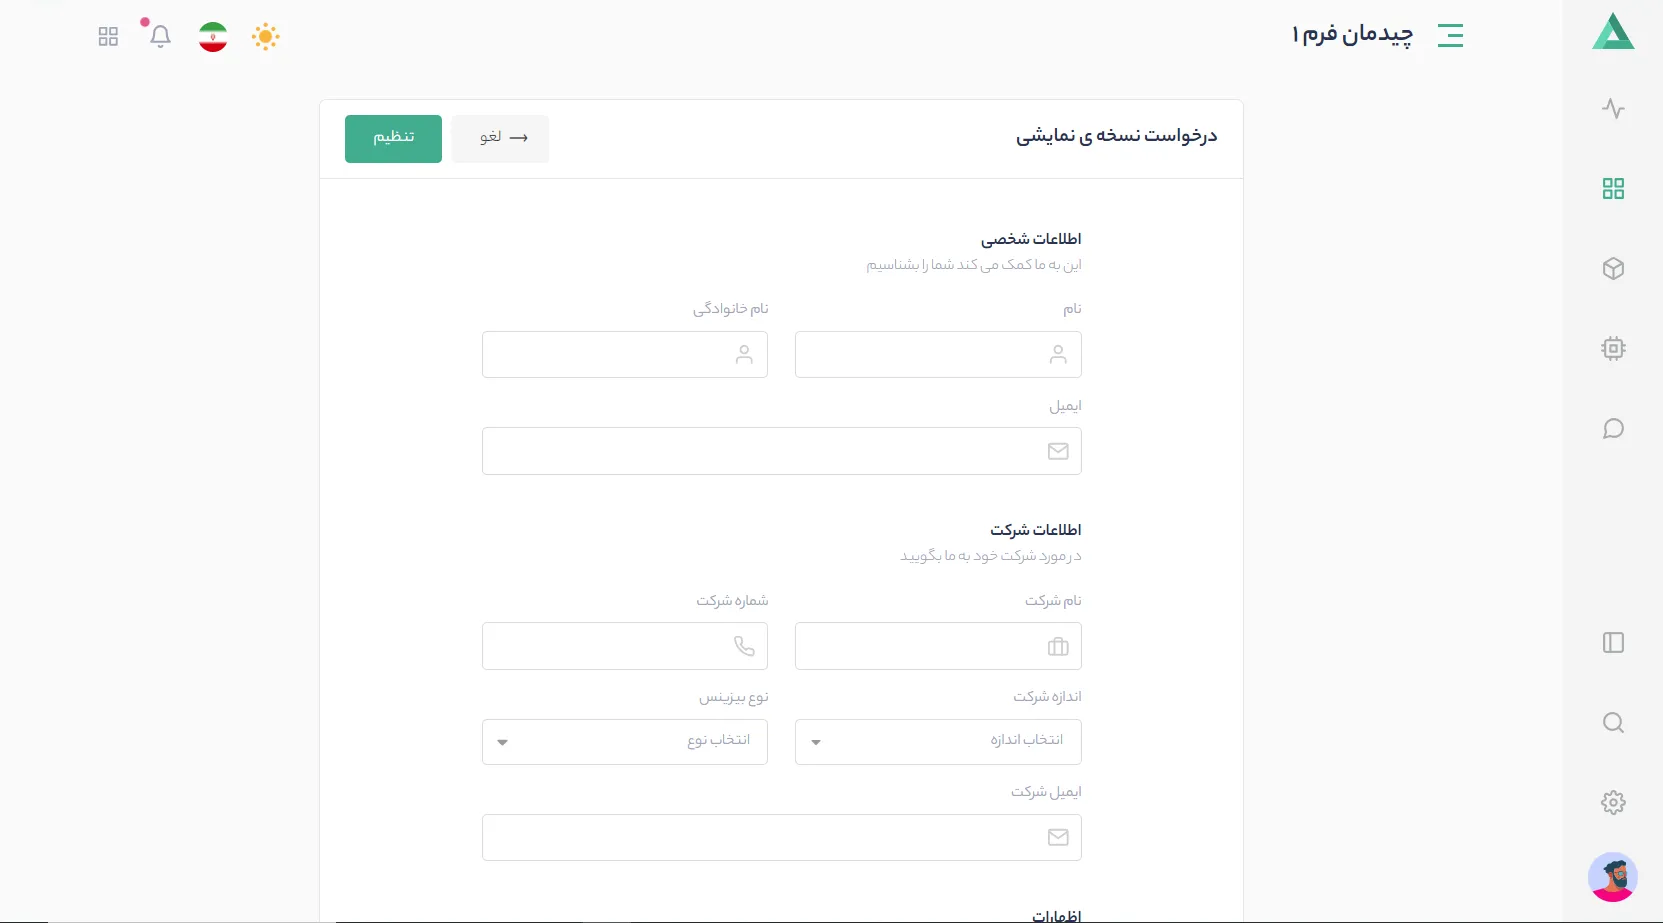 چیدمان فرم ۱
درخواست نسخه ی نمایشی
لغو
تنظیم
اطلاعات شخصی
این به ما کمک می کند شما را بشناسیم
نام
نام خانوادگی
ایمیل
اطلاعات شرکت
در مورد شرکت خود به ما بگویید
نام شرکت
شماره شرکت
اندازه شرکت
نوع بیزینس
انتخاب اندازه
انتخاب نوع
ایمیل شرکت
اظهارات